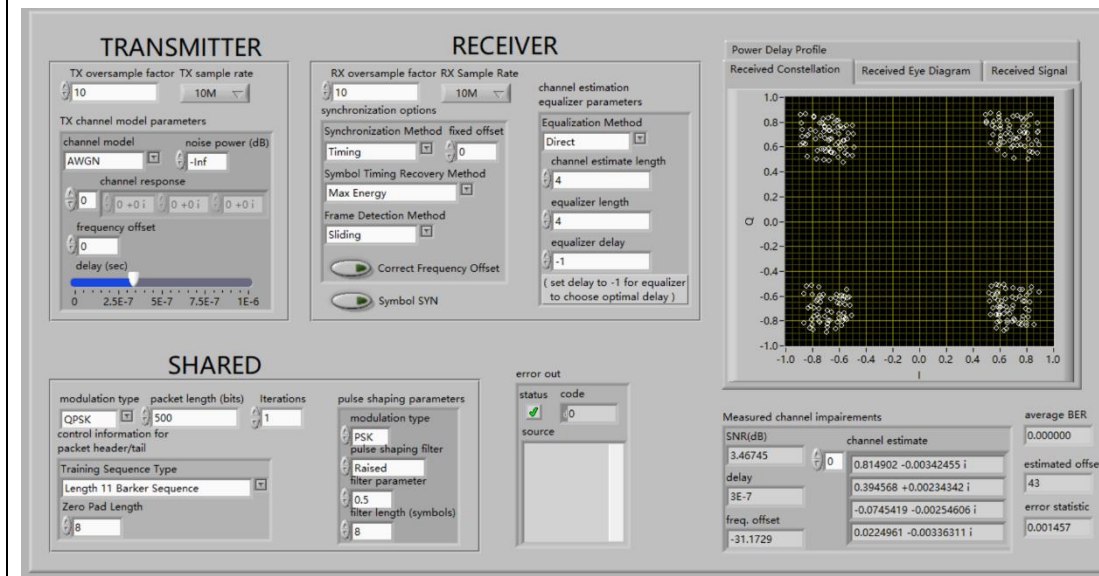 TRANSMITTER
TX oversample factor TX sample rate
10 10M
TX channel model parameters
channel model noise power (dB)
AWGN -Inf
channel response
0 0 +0 i 0 +0 i 0 +0 i
frequency offset
0
delay (sec)
0 2.5E-7 5E-7 7.5E-7 1E-6
RECEIVER
RX oversample factor RX Sample Rate
10 10M
synchronization options
Synchronization Method fixed offset
Timing 0
Symbol Timing Recovery Method
Max Energy
Frame Detection Method
Sliding
Correct Frequency Offset
Symbol SYN
channel estimation
equalizer parameters
Equalization Method
Direct
channel estimate length
4
equalizer length
4
equalizer delay
-1
( set delay to -1 for equalizer
to choose optimal delay )
Power Delay Profile
Received Constellation Received Eye Diagram Received Signal
1.0
0.8
0.6
0.4
0.2
Q 0.0
-0.2
-0.4
-0.6
-0.8
-1.0
-1.0 -0.8 -0.6 -0.4 -0.2 0.0 0.2 0.4 0.6 0.8 1.0
I
SHARED
modulation type packet length (bits) Iterations
QPSK 500 1
control information for
packet header/tail
Training Sequence Type
Length 11 Barker Sequence
Zero Pad Length
8
pulse shaping parameters
modulation type
PSK
pulse shaping filter
Raised
filter parameter
0.5
filter length (symbols)
8
error out
status code
0
source
Measured channel impairements
SNR(dB)
3.46745
delay
3E-7
freq. offset
-31.1729
channel estimate
0 0.814902 -0.00342455 i
0.394568 +0.00234342 i
-0.0745419 -0.00254606 i
0.0224961 -0.00336311 i
average BER
0.000000
estimated offse
43
error statistic
0.001457